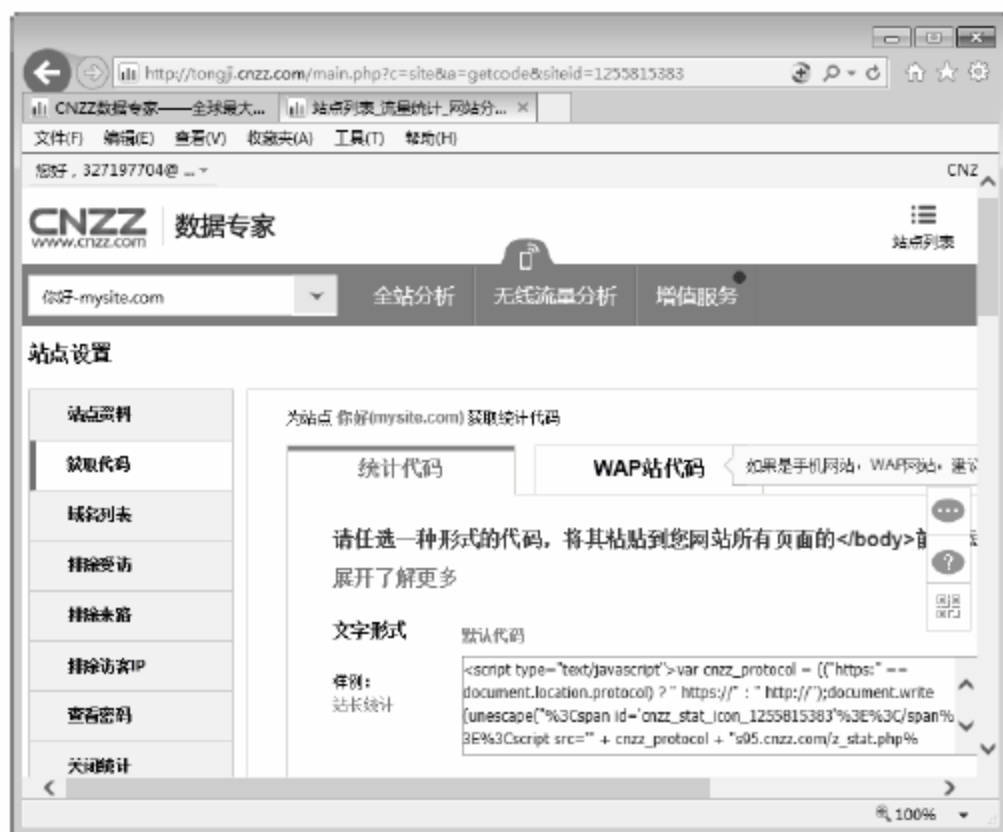 http://tongji.cnzz.com/main.php?c=site&a=getcode&siteid=1255815383
CNZZ数据专家——全球最大... 站点列表_流量统计_网站分... ×
文件(F) 编辑(E) 查看(V) 收藏夹(A) 工具(T) 帮助(H)
您好，327197704@ ... CNZ
CNZZ 数据专家
www.cnzz.com
站点列表
你好-mysite.com 全站分析 无线流量分析 增值服务
站点设置
站点资料
获取代码
域名列表
排除受访
排除来路
排除访客IP
查看密码
关闭统计
为站点 你好(mysite.com) 获取统计代码
统计代码 WAP站代码 如果是手机网站，WAP网站，建议
请任选一种形式的代码，将其粘贴到您网站所有页面的</body>前
展开了解更多
文字形式 默认代码
样例：
站长统计
<script type="text/javascript">var cnzz_protocol = (("https:" ==
document.location.protocol) ? " https://" : " http://");document.write
(unescape("%3Cspan id='cnzz_stat_icon_1255815383'%3E%3C/span%
3E%3Cscript src='" + cnzz_protocol + "s95.cnzz.com/z_stat.php%
100%